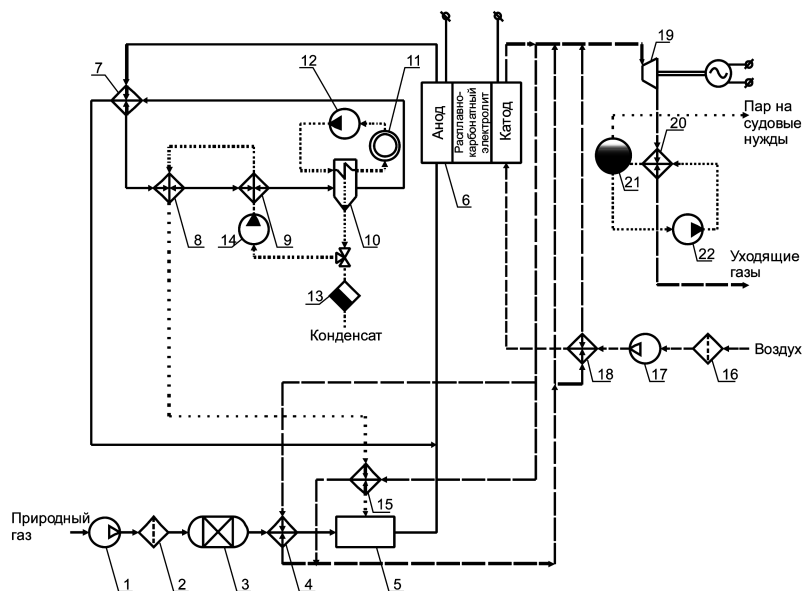 19
7
12
11
Анод
Расплавно-
карбонатный
электролит
Катод
Пар на
судовые
нужды
20
21
6
8
14
9
10
22
Уходящие
газы
13
Конденсат
Воздух
18
17
16
15
Природный
газ
1
2
3
4
5